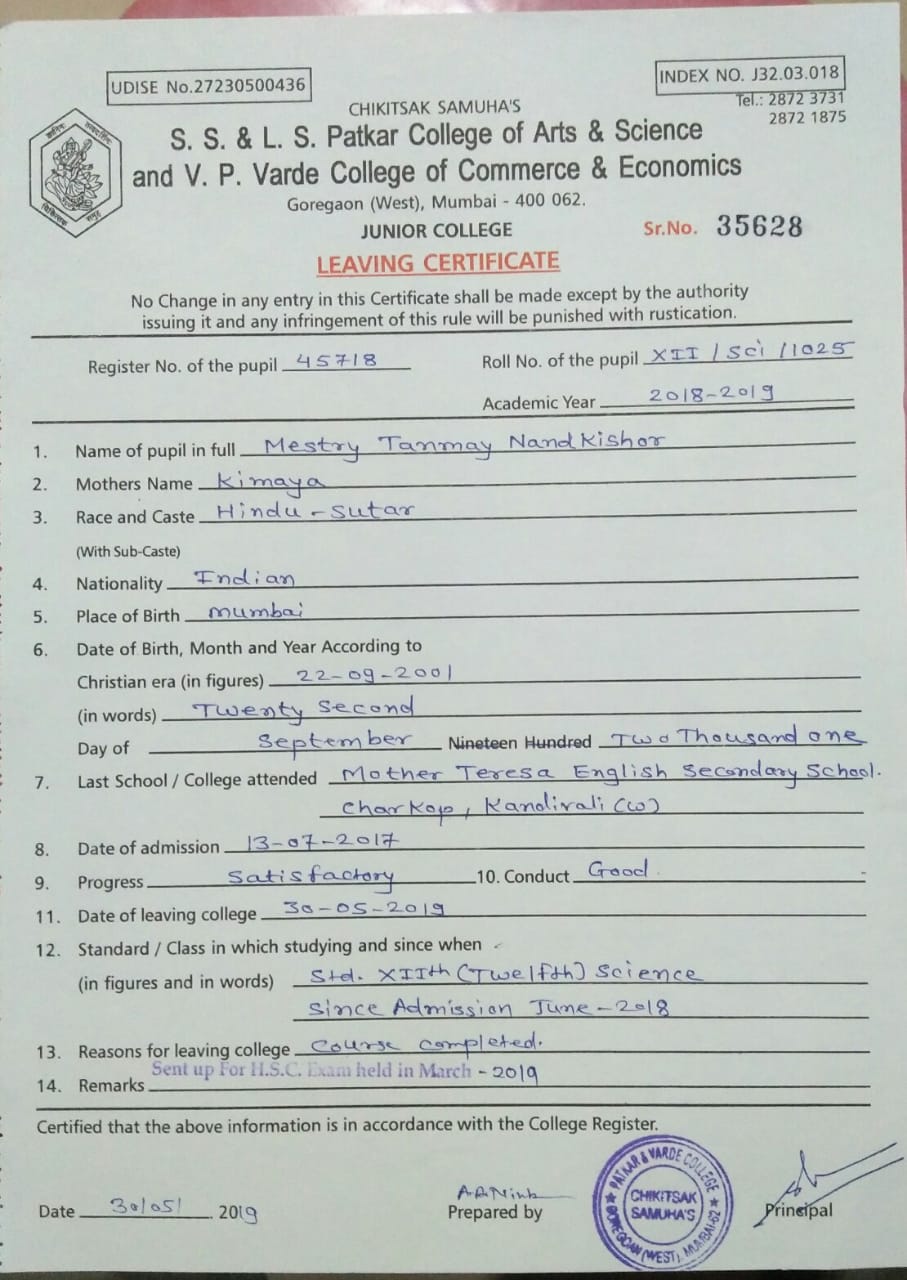 UDISE No.27230500436
INDEX NO. J32.03.018
Tel.: 2872 3731
2872 1875
CHIKITSAK SAMUHA'S
S. S. & L. S. Patkar College of Arts & Science
and V. P. Varde College of Commerce & Economics
Goregaon (West), Mumbai - 400 062.
JUNIOR COLLEGE
Sr.No. 35628
LEAVING CERTIFICATE
No Change in any entry in this Certificate shall be made except by the authority
issuing it and any infringement of this rule will be punished with rustication.
Register No. of the pupil 45718
Roll No. of the pupil XII / Sci / 1025
Academic Year 2018-2019
1. Name of pupil in full Mestry Tanmay Nandkishor
2. Mothers Name Kimaya
3. Race and Caste Hindu - Sutar
(With Sub-Caste)
4. Nationality Indian
5. Place of Birth Mumbai
6. Date of Birth, Month and Year According to
Christian era (in figures) 22-09-2001
(in words) Twenty Second
Day of September Nineteen Hundred Two Thousand one
7. Last School / College attended Mother Teresa English Secondary School.
Charkop, Kandivali (W)
8. Date of admission 13-07-2017
9. Progress Satisfactory 10. Conduct Good
11. Date of leaving college 30-05-2019
12. Standard / Class in which studying and since when
(in figures and in words) Std. XIIth (Twelfth) Science
Since Admission June - 2018
13. Reasons for leaving college Course completed.
Sent up For H.S.C. Exam held in March - 2019
14. Remarks
Certified that the above information is in accordance with the College Register.
Date 30/05/ 2019
Prepared by
PATKAR & VARDE COLLEGE
CHIKITSAK
SAMUHA'S
GOREGOAN (WEST), MUMBAI-62
Principal